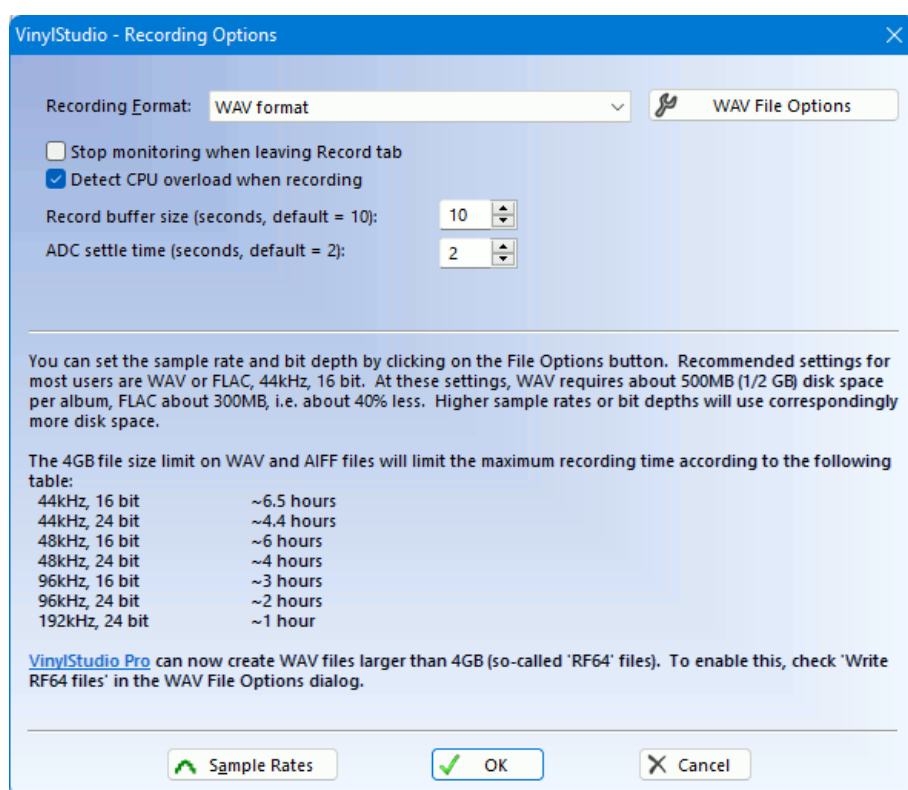 VinylStudio - Recording Options
Recording Format: WAV format WAV File Options
Stop monitoring when leaving Record tab
Detect CPU overload when recording
Record buffer size (seconds, default = 10): 10
ADC settle time (seconds, default = 2): 2
You can set the sample rate and bit depth by clicking on the File Options button. Recommended settings for
most users are WAV or FLAC, 44kHz, 16 bit. At these settings, WAV requires about 500MB (1/2 GB) disk space
per album, FLAC about 300MB, i.e. about 40% less. Higher sample rates or bit depths will use correspondingly
more disk space.
The 4GB file size limit on WAV and AIFF files will limit the maximum recording time according to the following
table:
44kHz, 16 bit ~6.5 hours
44kHz, 24 bit ~4.4 hours
48kHz, 16 bit ~6 hours
48kHz, 24 bit ~4 hours
96kHz, 16 bit ~3 hours
96kHz, 24 bit ~2 hours
192kHz, 24 bit ~1 hour
VinylStudio Pro can now create WAV files larger than 4GB (so-called 'RF64' files). To enable this, check 'Write
RF64 files' in the WAV File Options dialog.
Sample Rates OK Cancel